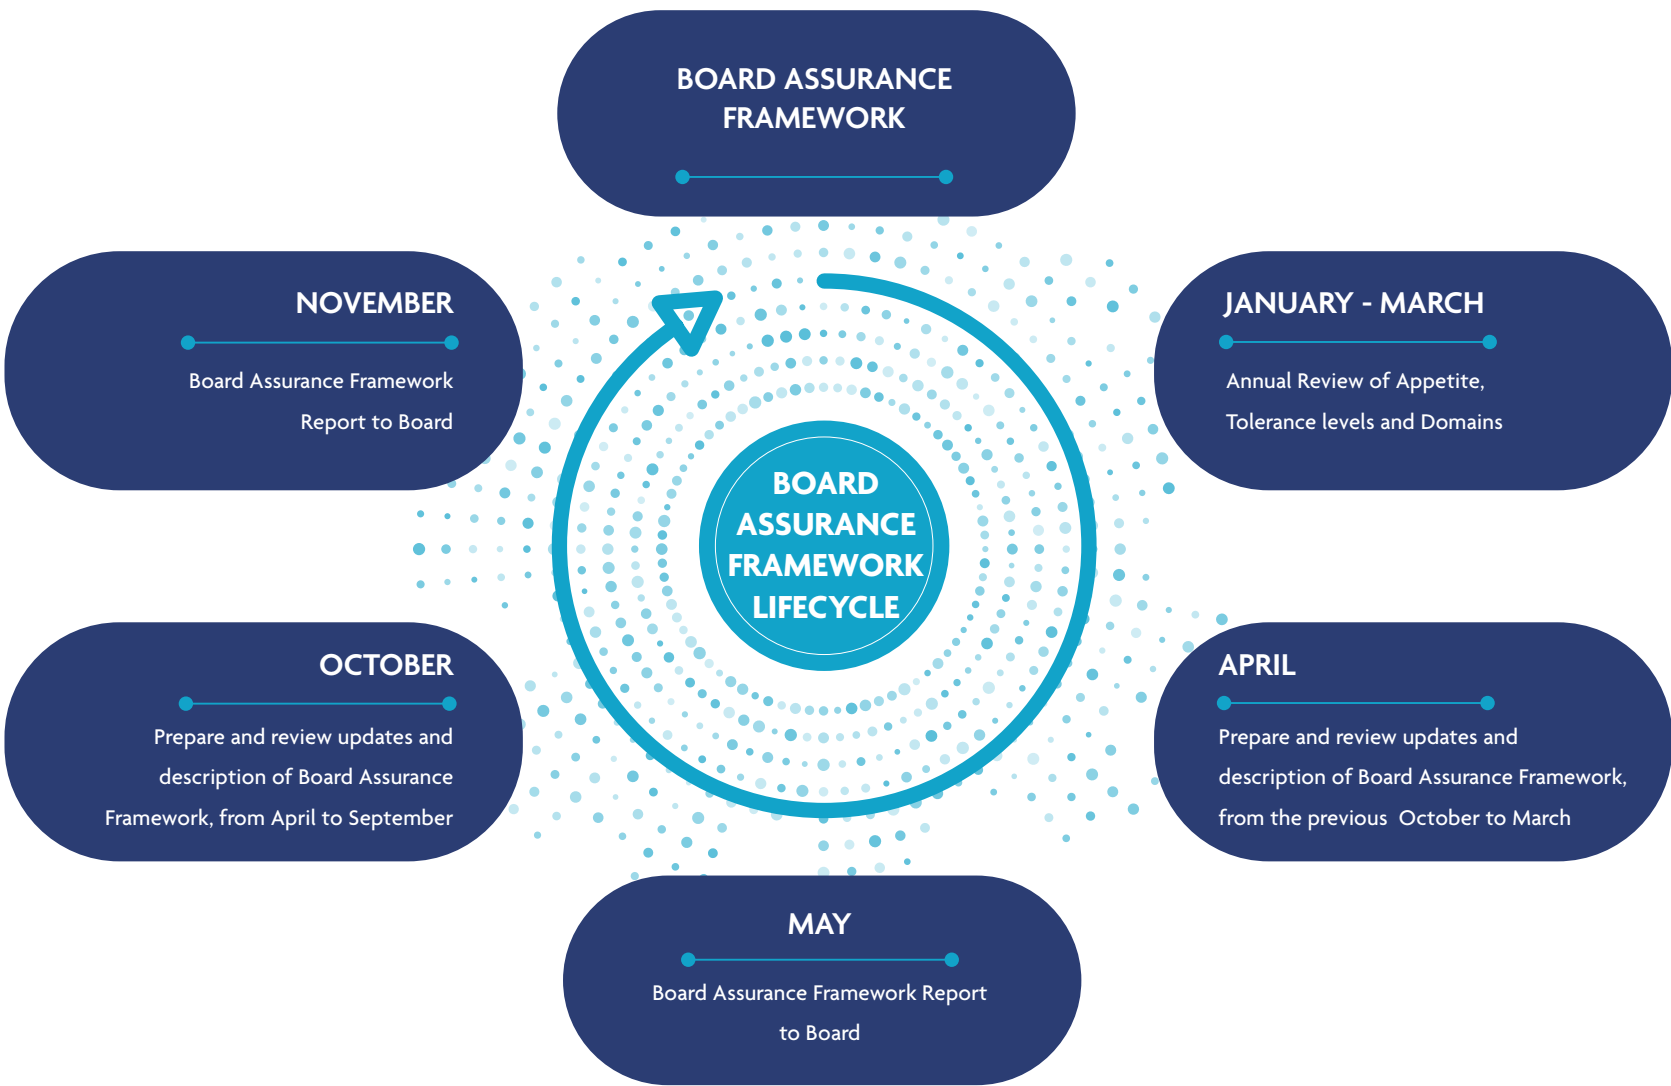 BOARD ASSURANCE
FRAMEWORK
JANUARY - MARCH
Annual Review of Appetite,
Tolerance levels and Domains
APRIL
Prepare and review updates and
description of Board Assurance Framework,
from the previous October to March
MAY
Board Assurance Framework Report
to Board
OCTOBER
Prepare and review updates and
description of Board Assurance
Framework, from April to September
NOVEMBER
Board Assurance Framework
Report to Board
BOARD
ASSURANCE
FRAMEWORK
LIFECYCLE